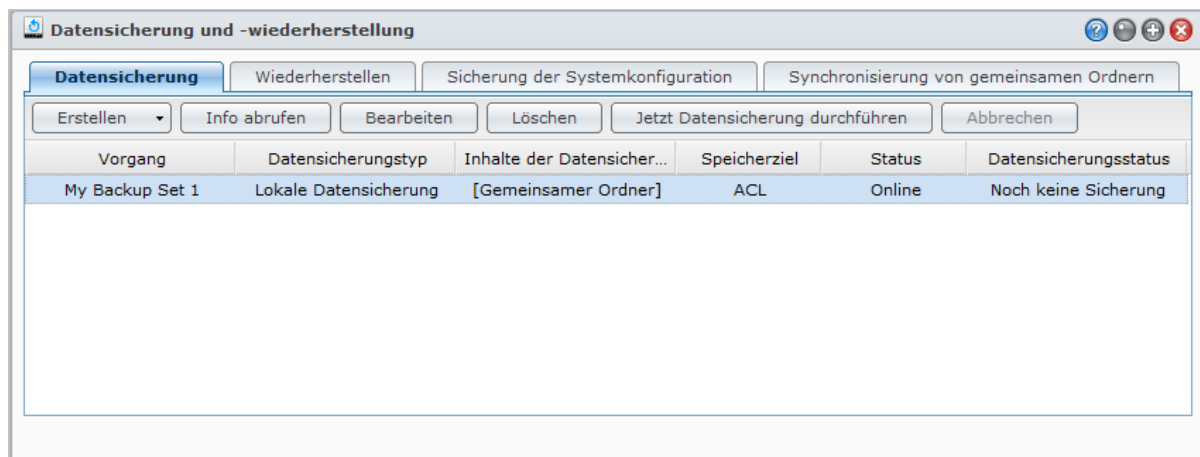 Datensicherung und -wiederherstellung
Datensicherung Wiederherstellen Sicherung der Systemkonfiguration Synchronisierung von gemeinsamen Ordnern
Erstellen Info abrufen Bearbeiten Löschen Jetzt Datensicherung durchführen Abbrechen
Vorgang Datensicherungstyp Inhalte der Datensicher... Speicherziel Status Datensicherungsstatus
My Backup Set 1 Lokale Datensicherung [Gemeinsamer Ordner] ACL Online Noch keine Sicherung